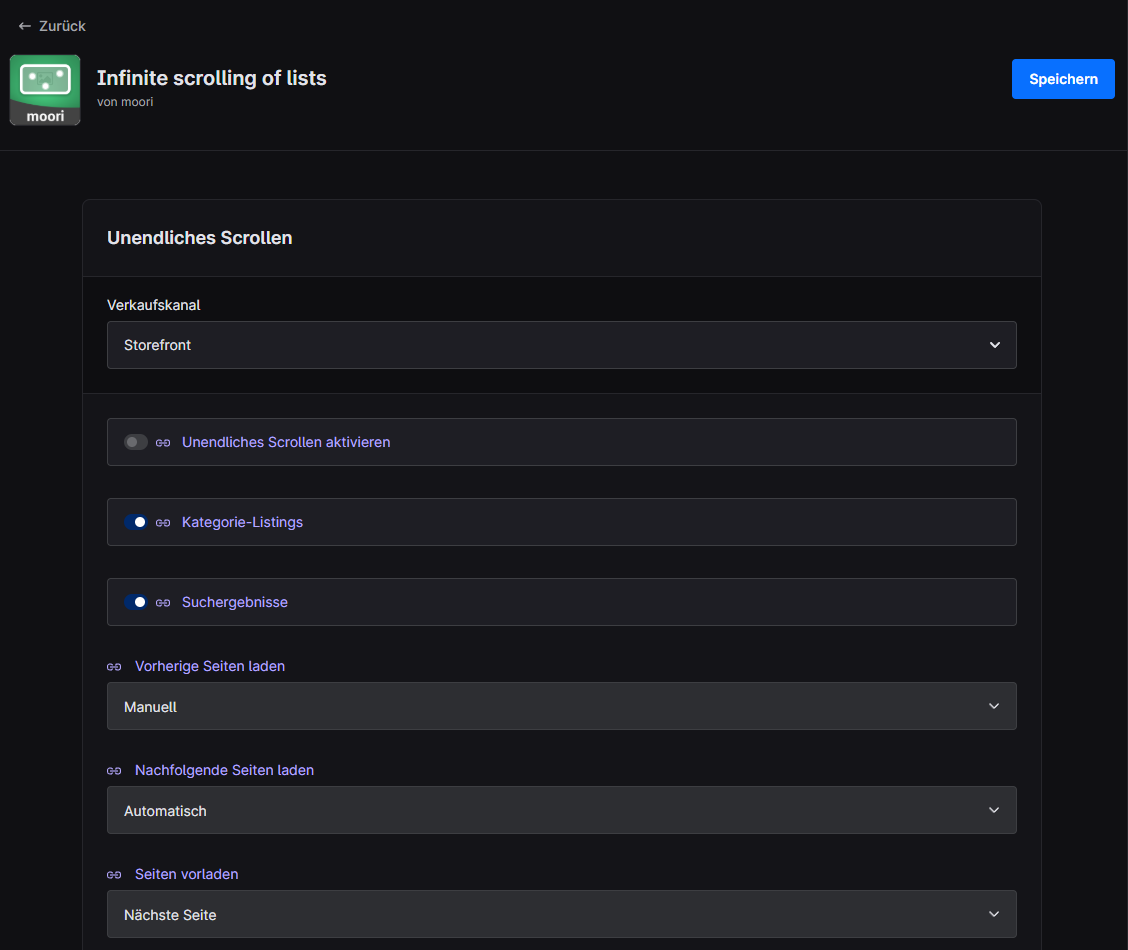 ← Zurück
Infinite scrolling of lists
von moori
moori
Speichern
Unendliches Scrollen
Verkaufskanal
Storefront
Unendliches Scrollen aktivieren
Kategorie-Listings
Suchergebnisse
Vorherige Seiten laden
Manuell
Nachfolgende Seiten laden
Automatisch
Seiten vorladen
Nächste Seite